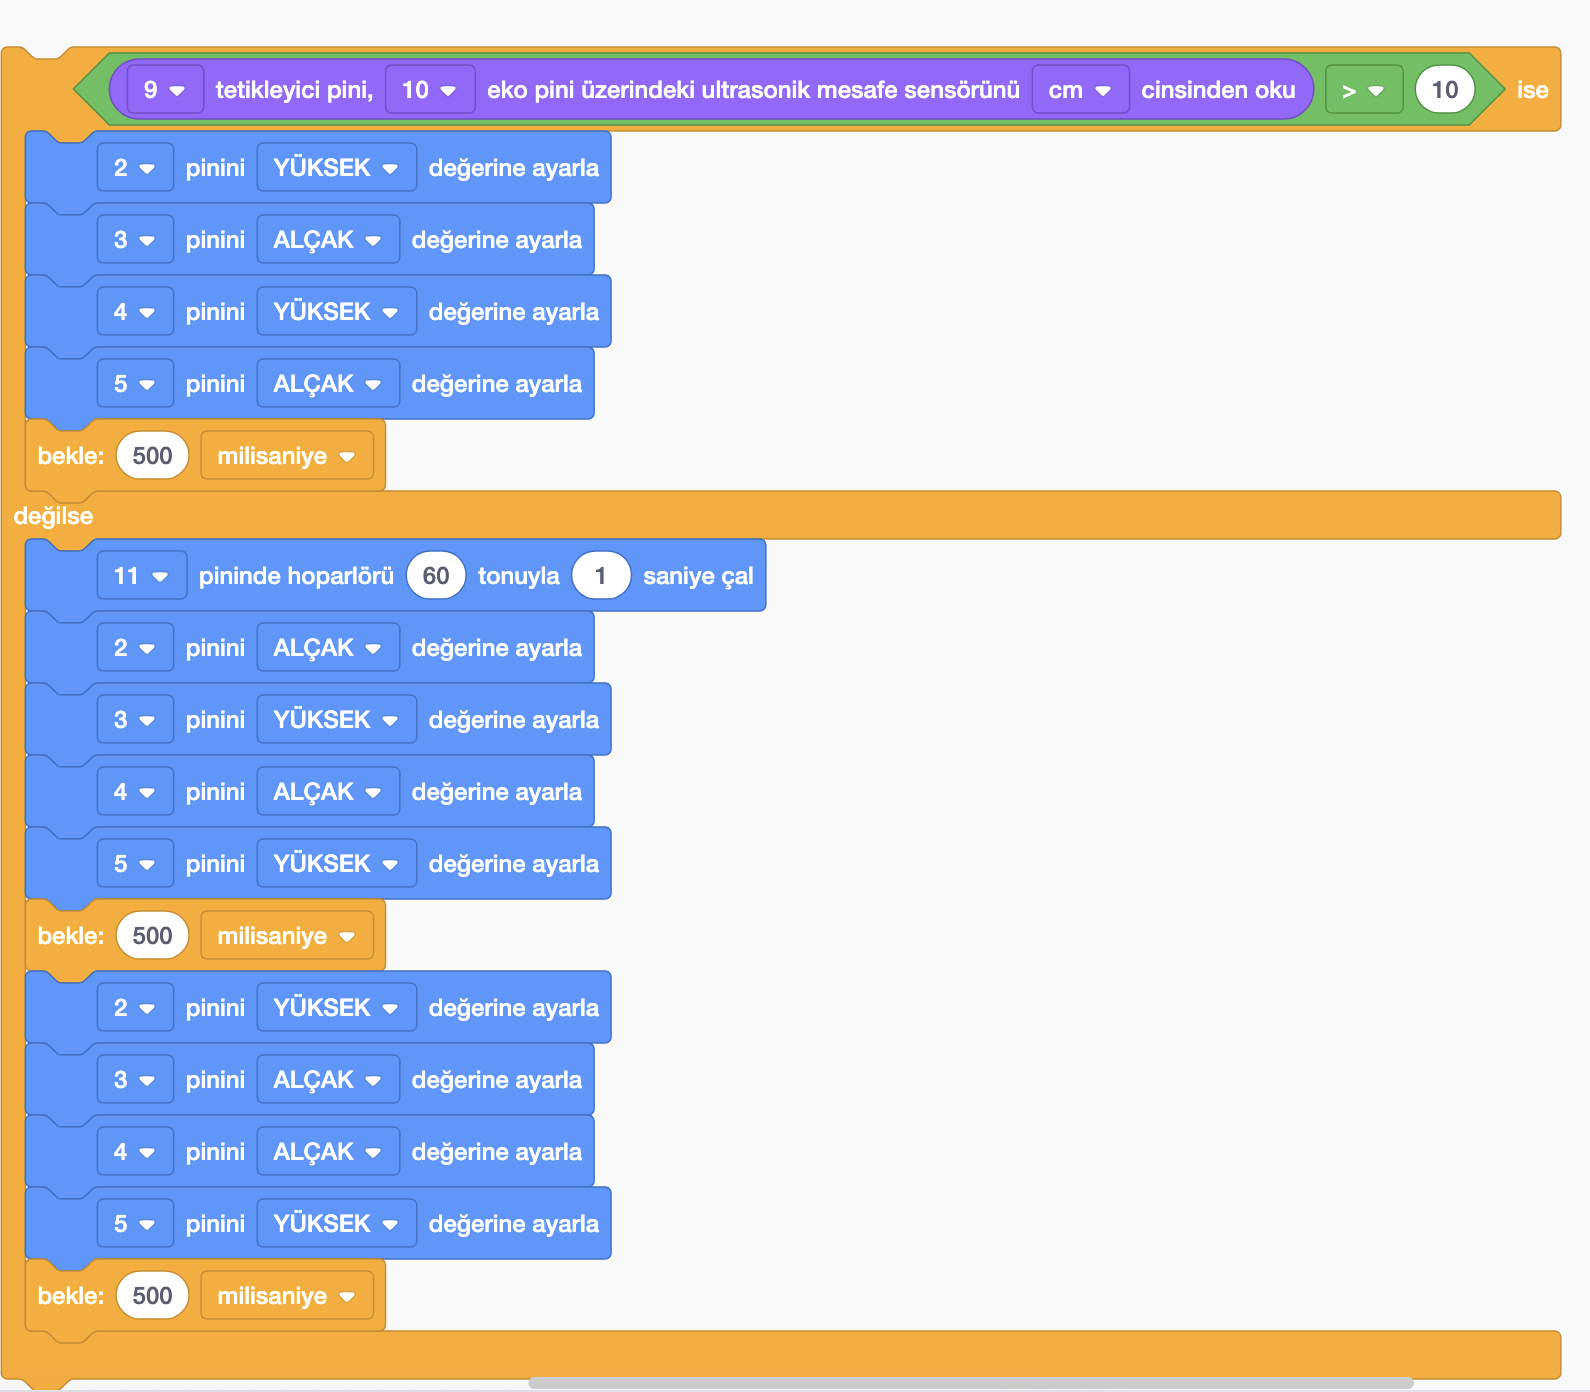 9 tetikleyici pini, 10 eko pini üzerindeki ultrasonik mesafe sensörünü cm cinsinden oku > 10 ise
2 pinini YÜKSEK değerine ayarla
3 pinini ALÇAK değerine ayarla
4 pinini YÜKSEK değerine ayarla
5 pinini ALÇAK değerine ayarla
bekle: 500 milisaniye
değilse
11 pininde hoparlörü 60 tonuyla 1 saniye çal
2 pinini ALÇAK değerine ayarla
3 pinini YÜKSEK değerine ayarla
4 pinini ALÇAK değerine ayarla
5 pinini YÜKSEK değerine ayarla
bekle: 500 milisaniye
2 pinini YÜKSEK değerine ayarla
3 pinini ALÇAK değerine ayarla
4 pinini ALÇAK değerine ayarla
5 pinini YÜKSEK değerine ayarla
bekle: 500 milisaniye